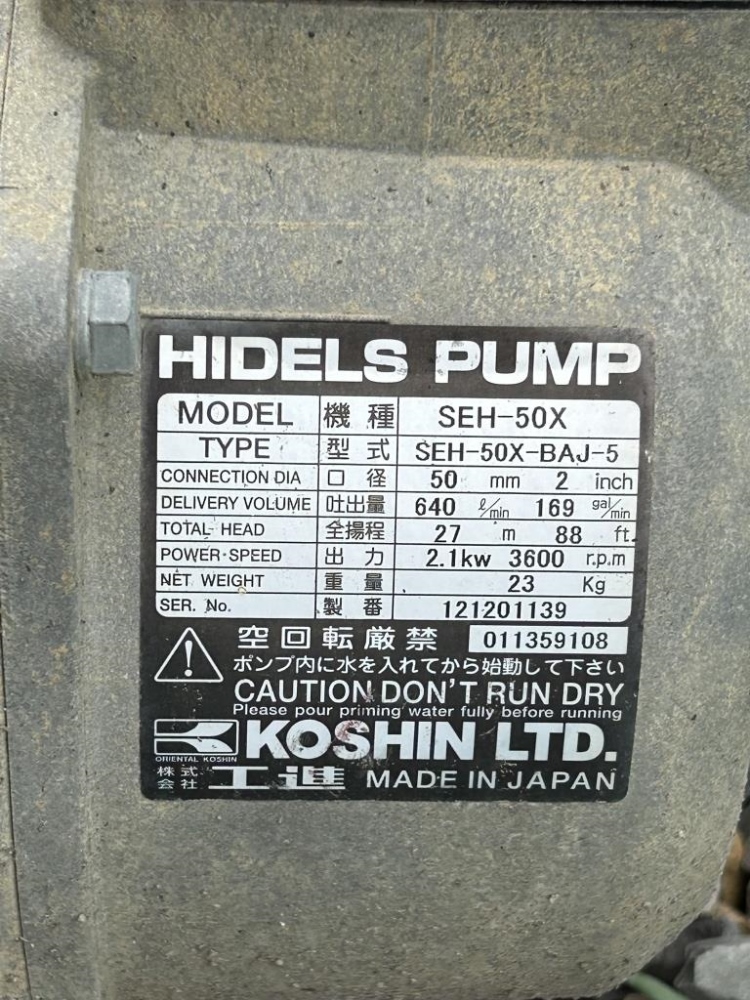 HIDELS PUMP
MODEL 機種 SEH-50X
TYPE 型式 SEH-50X-BAJ-5
CONNECTION DIA 口径 50 mm 2 inch
DELIVERY VOLUME 吐出量 640 ℓ/min 169 gal/min
TOTAL HEAD 全揚程 27 m 88 ft.
POWER·SPEED 出力 2.1kw 3600 r.p.m
NET WEIGHT 重量 23 Kg
SER. No. 製番 121201139
空回転厳禁 011359108
ポンプ内に水を入れてから始動して下さい
CAUTION DON'T RUN DRY
Please pour priming water fully before running
KOSHIN LTD.
ORIENTAL KOSHIN
株式会社 工進 MADE IN JAPAN